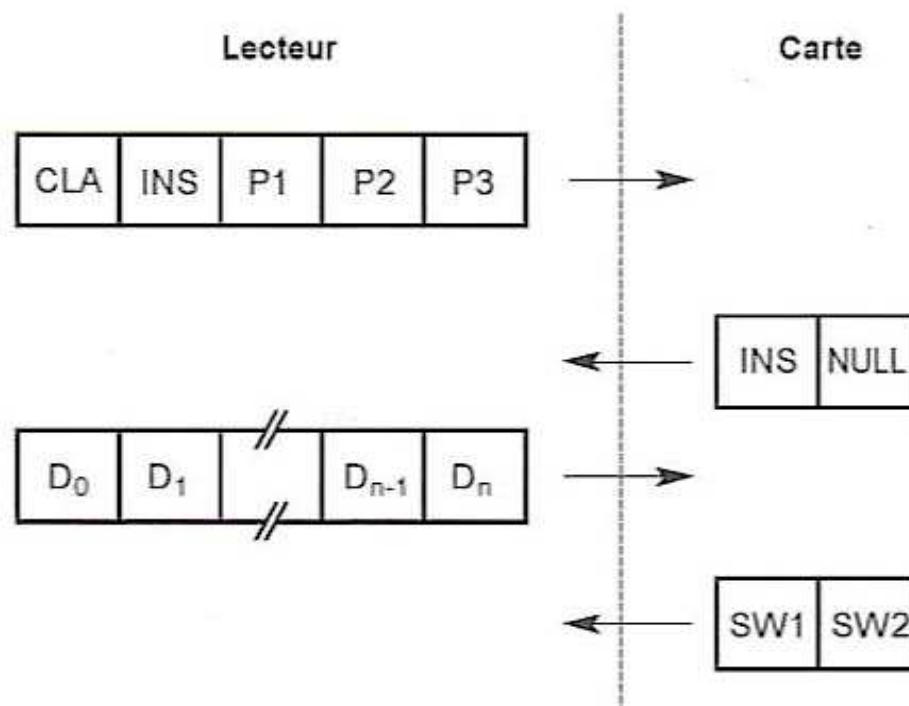 Lecteur Carte
CLA INS P1 P2 P3
INS NULL
D₀ D₁ Dₙ₋₁ Dₙ
SW1 SW2